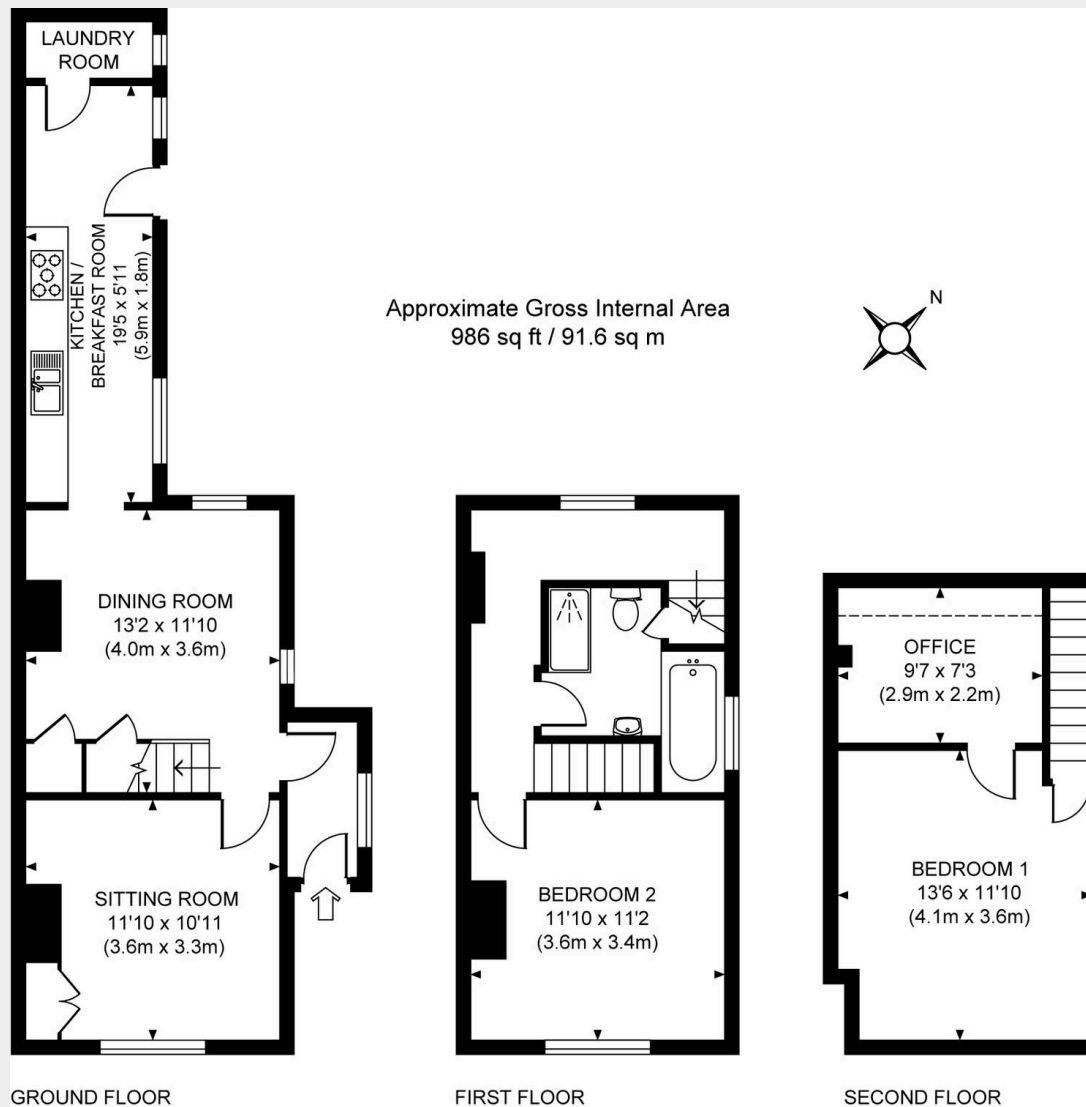 LAUNDRY
ROOM
KITCHEN /
BREAKFAST ROOM
19'5 x 5'11
(5.9m x 1.8m)
Approximate Gross Internal Area
986 sq ft / 91.6 sq m
N
DINING ROOM
13'2 x 11'10
(4.0m x 3.6m)
SITTING ROOM
11'10 x 10'11
(3.6m x 3.3m)
GROUND FLOOR
BEDROOM 2
11'10 x 11'2
(3.6m x 3.4m)
FIRST FLOOR
OFFICE
9'7 x 7'3
(2.9m x 2.2m)
BEDROOM 1
13'6 x 11'10
(4.1m x 3.6m)
SECOND FLOOR